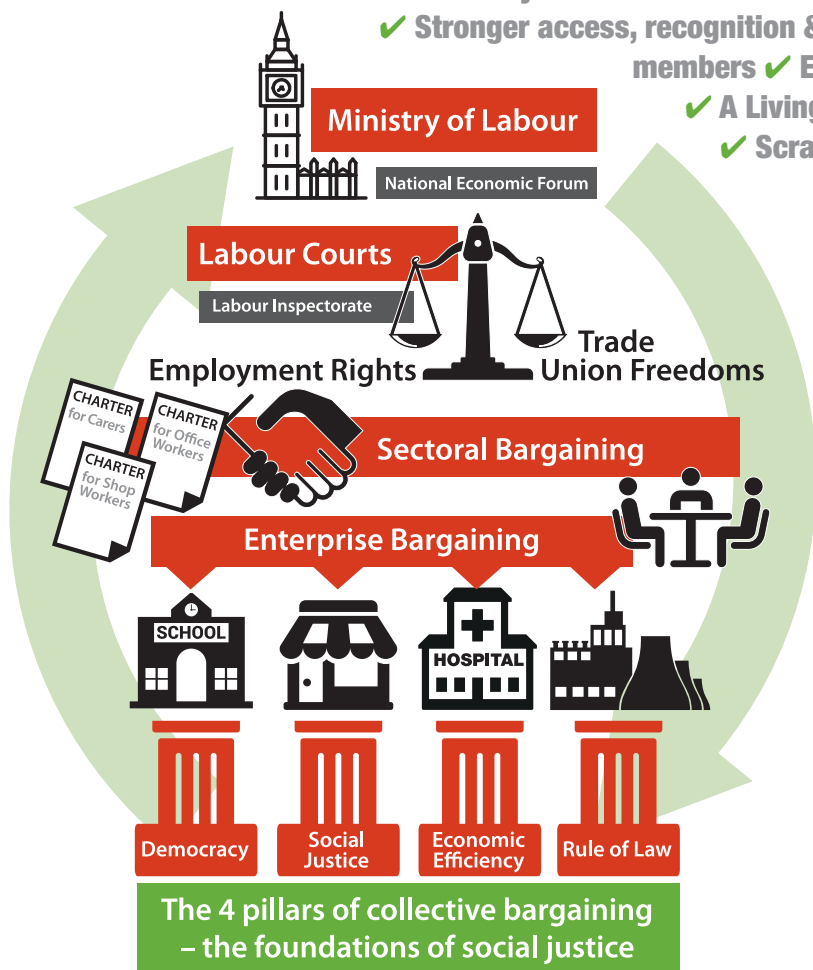 ✔ Stronger access, recognition &
members ✔
✔ A Living
✔
Ministry of Labour
National Economic Forum
Labour Courts
Labour Inspectorate
Employment Rights
Trade
Union Freedoms
CHARTER
for Carers
CHARTER
for Office
Workers
CHARTER
for Shop
Workers
Sectoral Bargaining
Enterprise Bargaining
SCHOOL
HOSPITAL
Democracy
Social
Justice
Economic
Efficiency
Rule of Law
The 4 pillars of collective bargaining
– the foundations of social justice